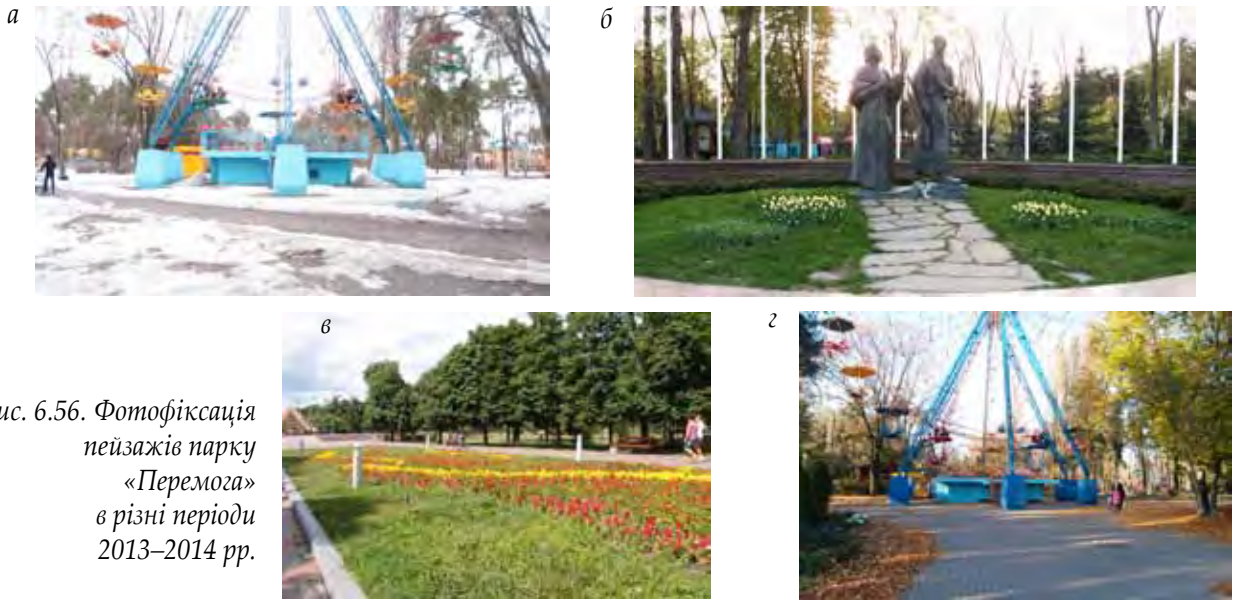 а
б
в
г
ис. 6.56. Фотофіксація
пейзажів парку
«Перемога»
в різні періоди
2013–2014 рр.